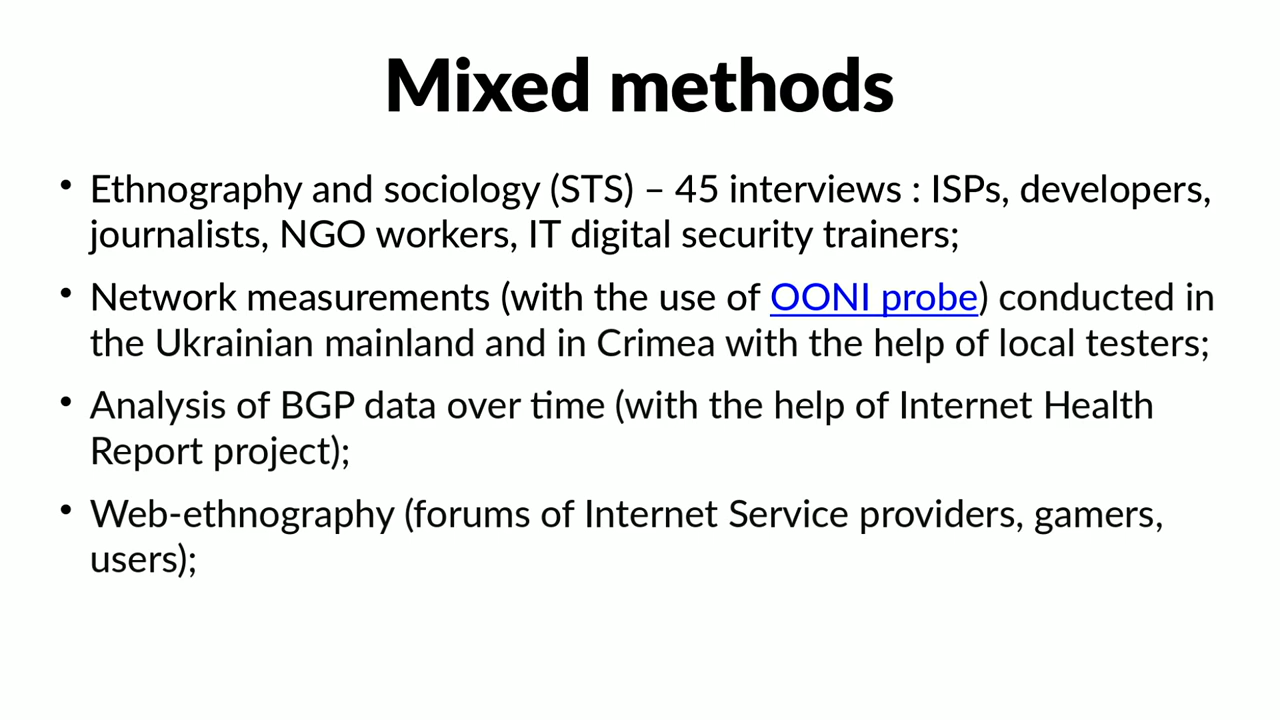 Mixed methods
• Ethnography and sociology (STS) – 45 interviews : ISPs, developers,
journalists, NGO workers, IT digital security trainers;
• Network measurements (with the use of OONI probe) conducted in
the Ukrainian mainland and in Crimea with the help of local testers;
• Analysis of BGP data over time (with the help of Internet Health
Report project);
• Web-ethnography (forums of Internet Service providers, gamers,
users);